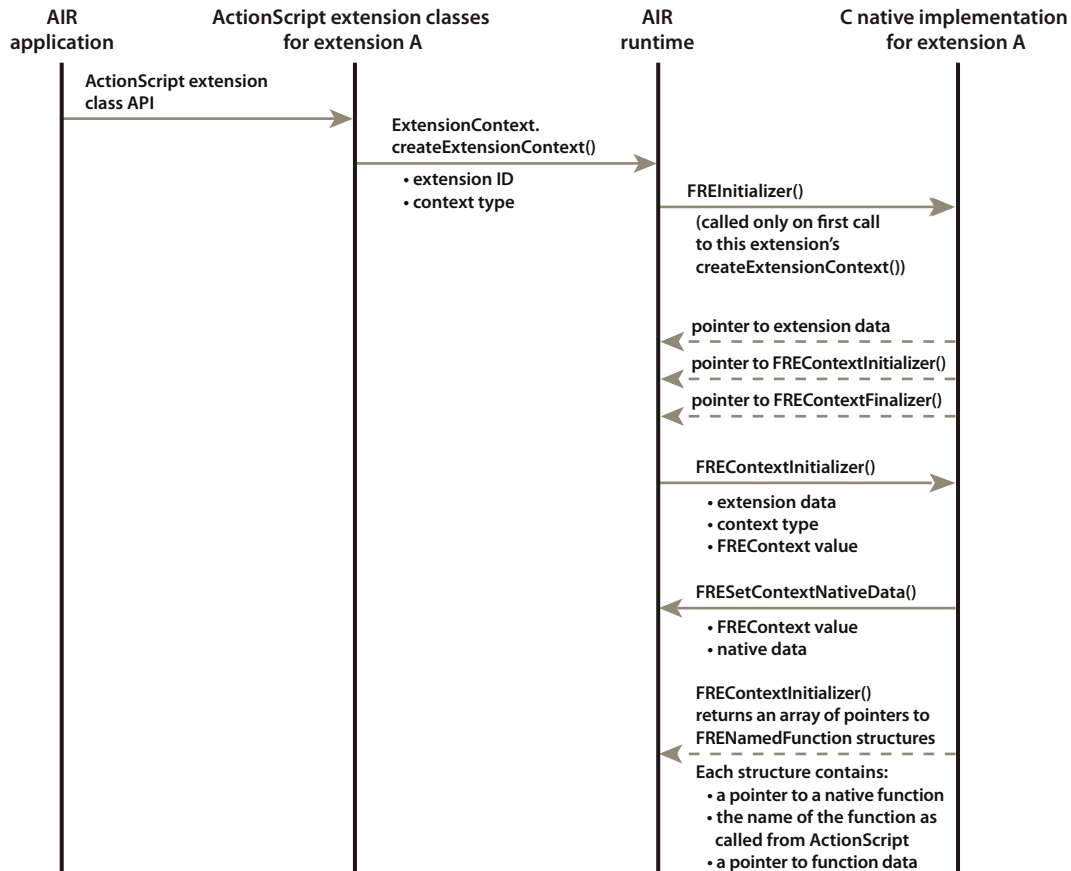 AIR
application
ActionScript extension classes
for extension A
AIR
runtime
C native implementation
for extension A
ActionScript extension
class API
ExtensionContext.
createExtensionContext()
• extension ID
• context type
FREInitializer()
(called only on first call
to this extension’s
createExtensionContext())
pointer to extension data
pointer to FREContextInitializer()
pointer to FREContextFinalizer()
FREContextInitializer()
• extension data
• context type
• FREContext value
FRESetContextNativeData()
• FREContext value
• native data
FREContextInitializer()
returns an array of pointers to
FRENamedFunction structures
Each structure contains:
• a pointer to a native function
• the name of the function as
called from ActionScript
• a pointer to function data